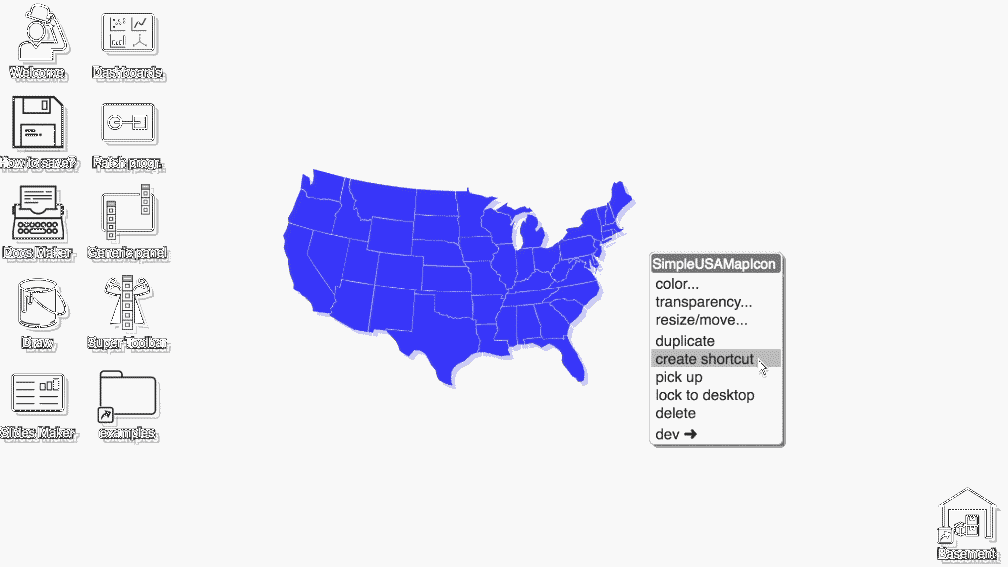 Welcome
Dashboards
How to save?
Patch progr.
Docs Maker
Generic panel
Draw
Super Toolbar
Slides Maker
examples
SimpleUSAMapIcon
color...
transparency...
resize/move...
duplicate
create shortcut
pick up
lock to desktop
delete
dev ➜
Basement